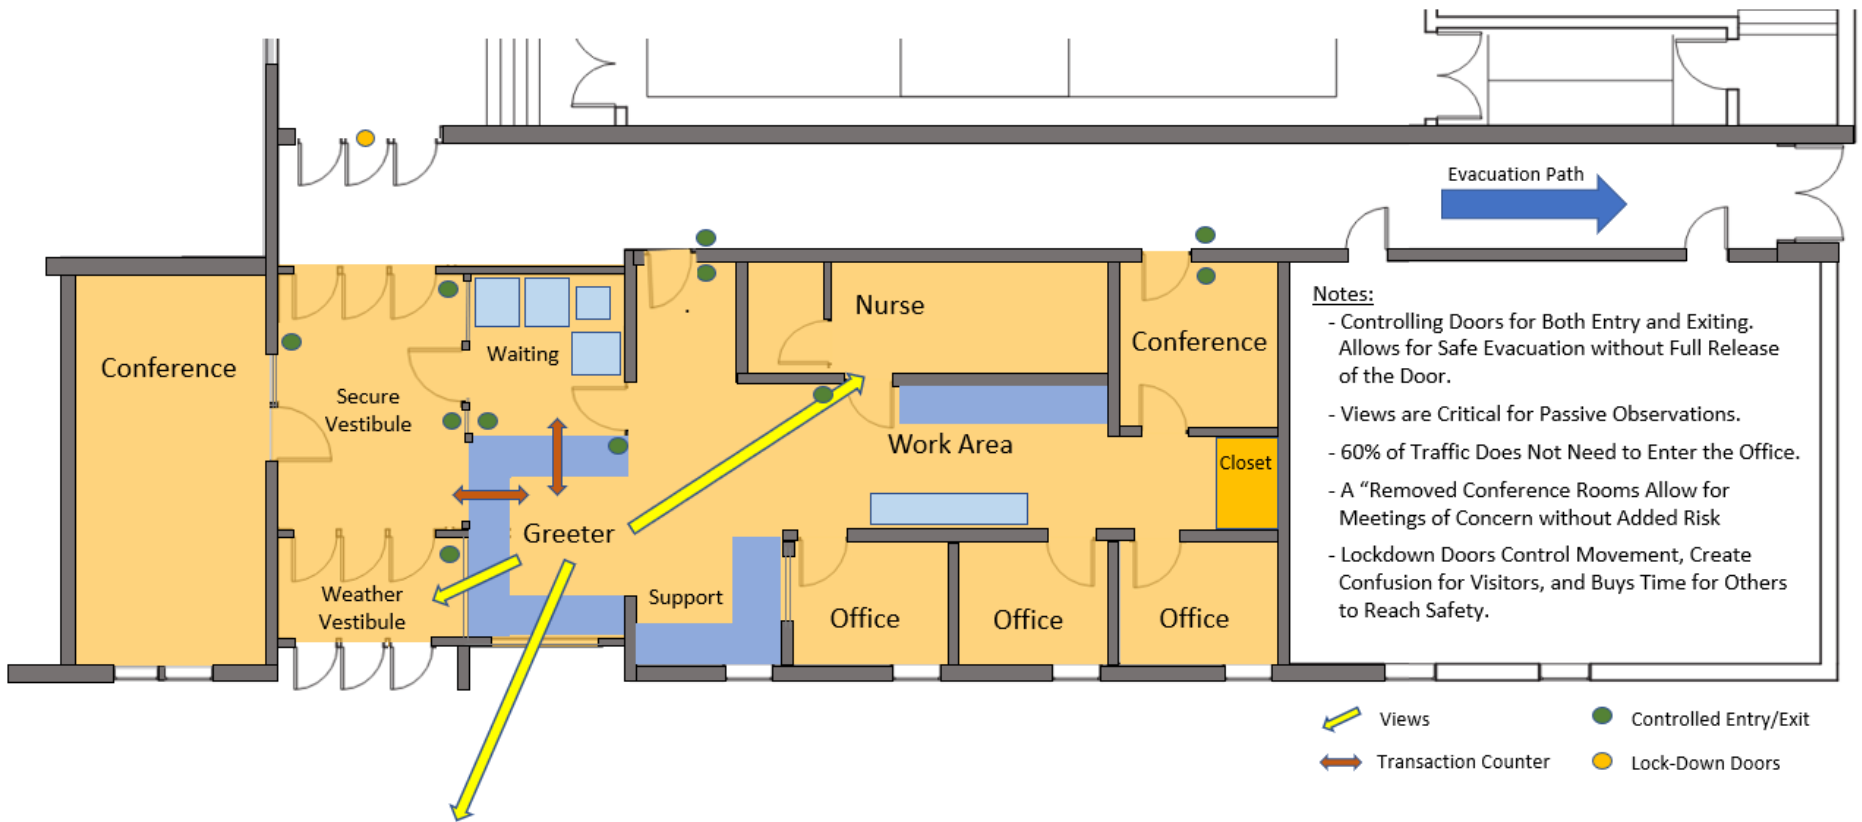 Evacuation Path
Conference
Secure
Vestibule
Waiting
Nurse
Conference
Work Area
Closet
Greeter
Weather
Vestibule
Support
Office
Office
Office
Notes:
- Controlling Doors for Both Entry and Exiting.
Allows for Safe Evacuation without Full Release
of the Door.
- Views are Critical for Passive Observations.
- 60% of Traffic Does Not Need to Enter the Office.
- A “Removed Conference Rooms Allow for
Meetings of Concern without Added Risk
- Lockdown Doors Control Movement, Create
Confusion for Visitors, and Buys Time for Others
to Reach Safety.
Views
Controlled Entry/Exit
Transaction Counter
Lock-Down Doors